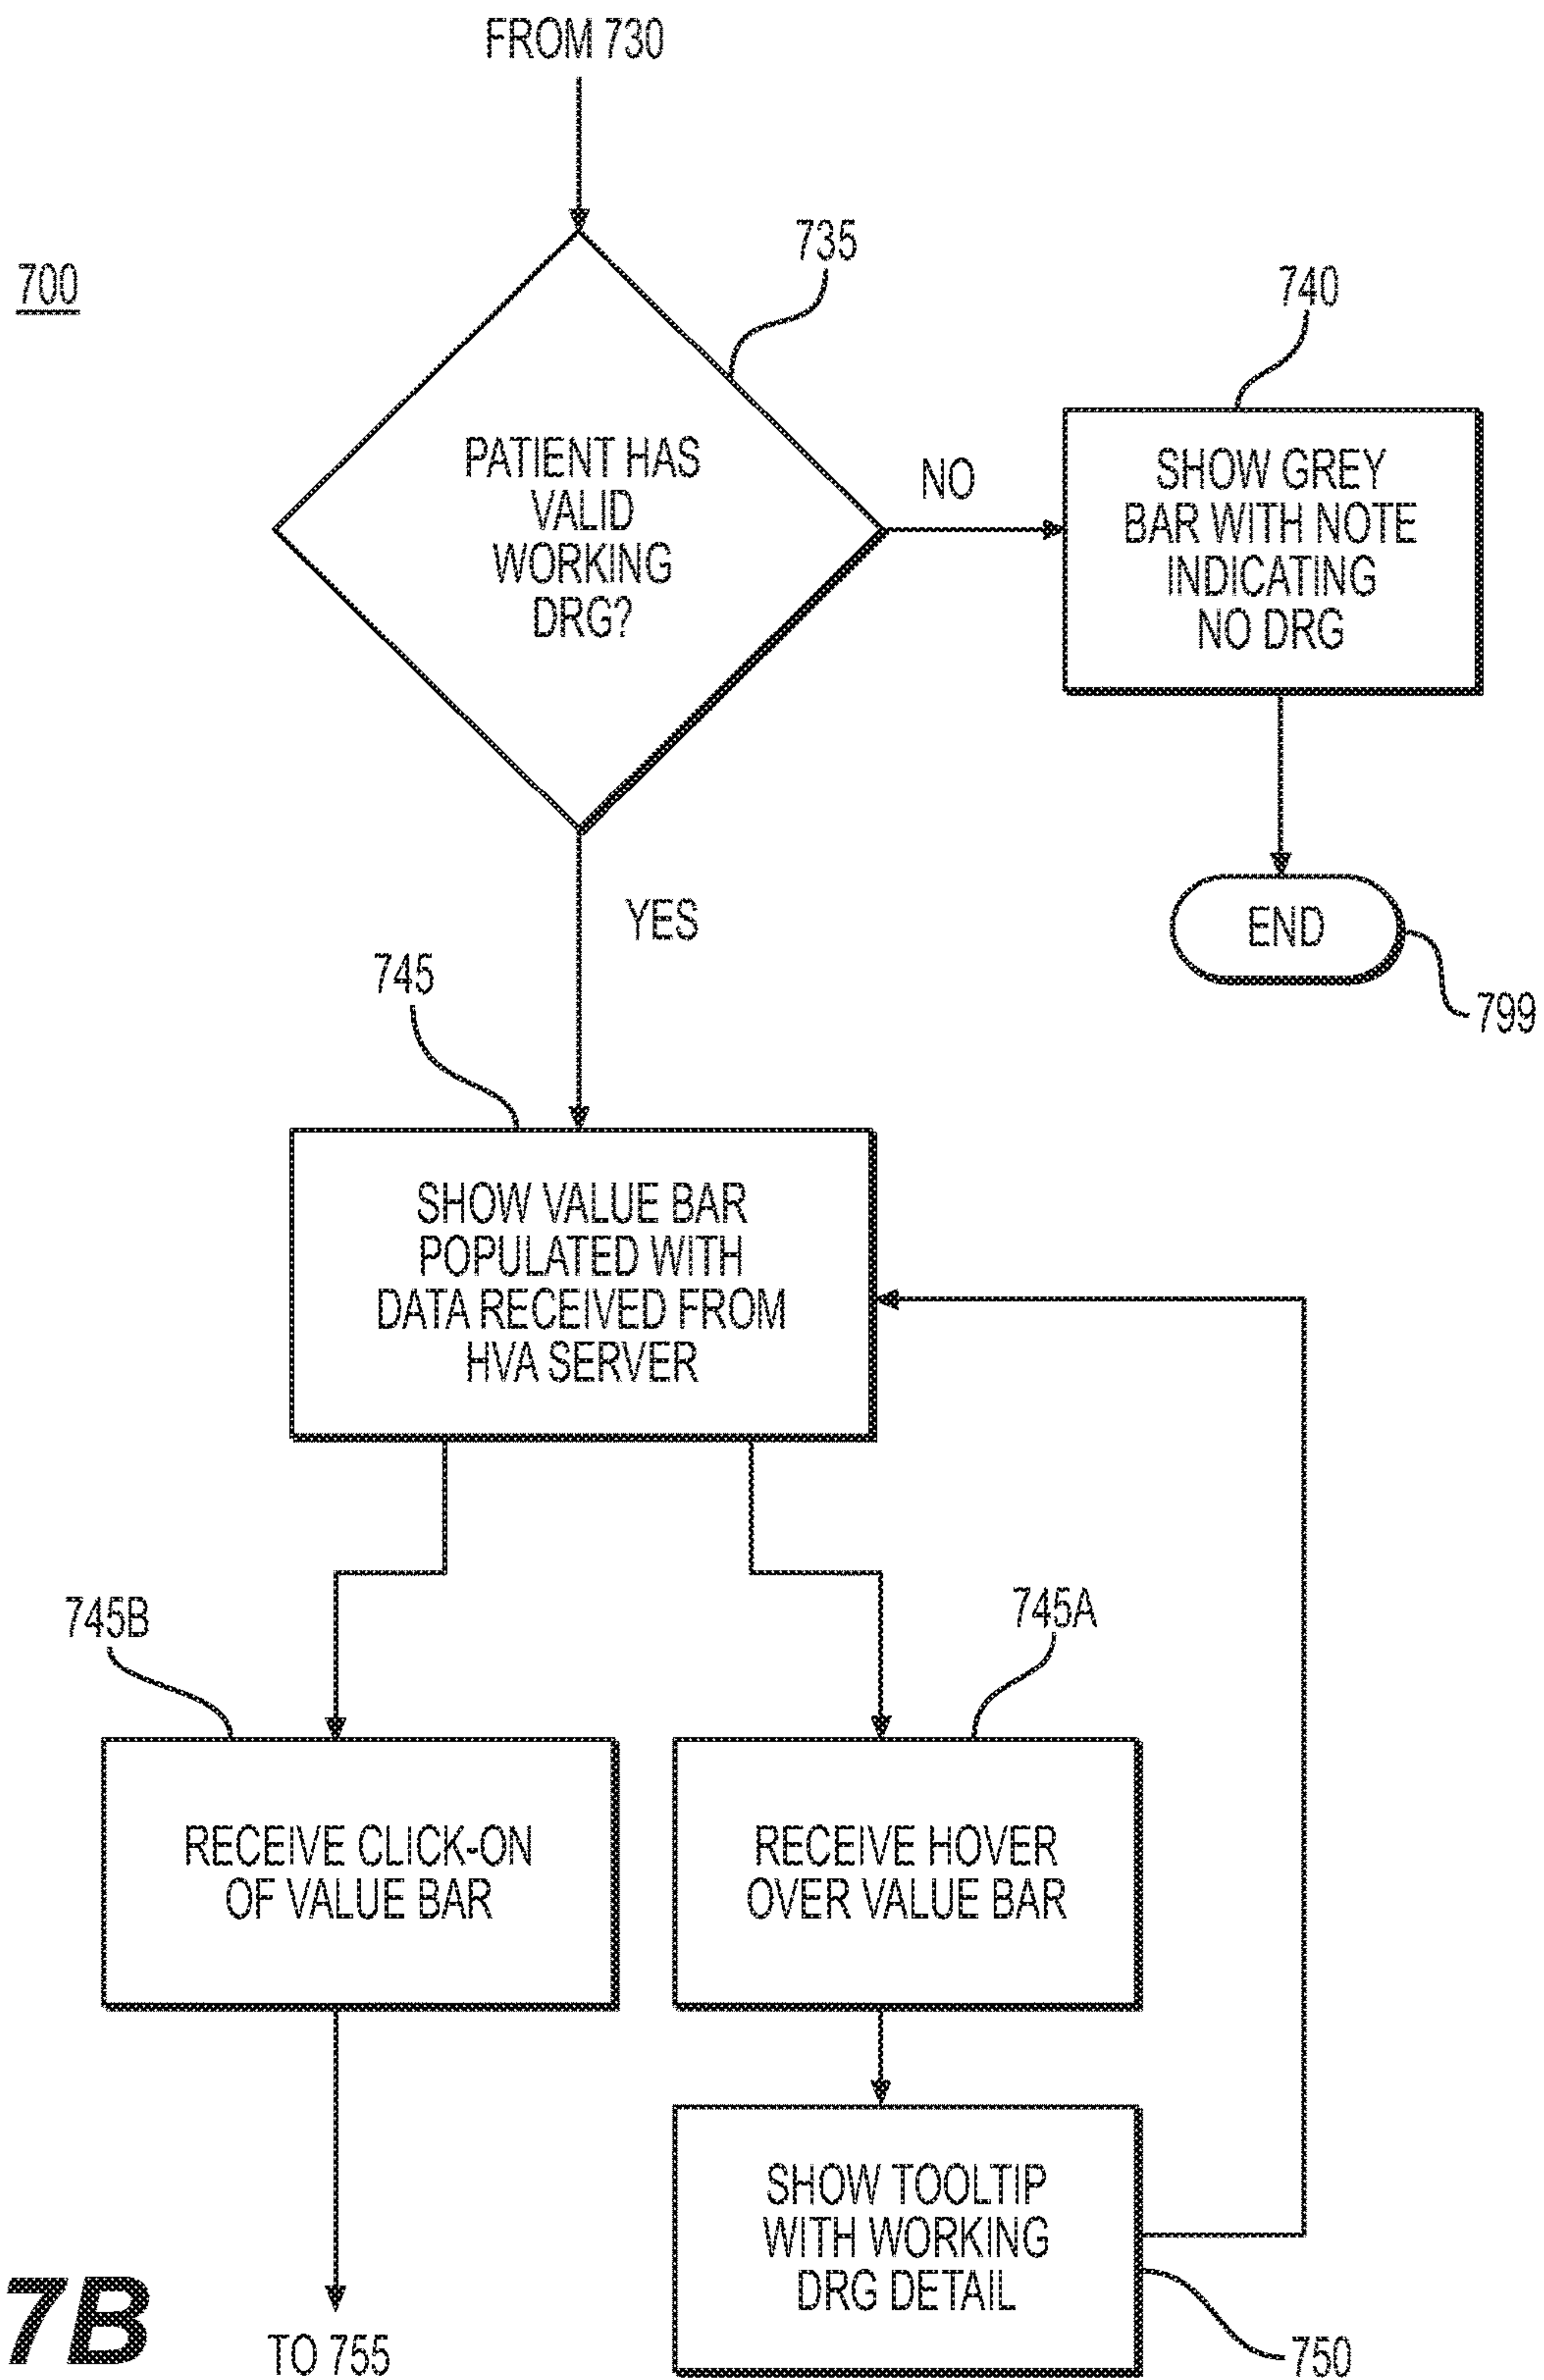 FROM 730
700
735
740
PATIENT HAS
VALID
WORKING
DRG?
NO
SHOW GREY
BAR WITH NOTE
INDICATING
NO DRG
END
799
YES
745
SHOW VALUE BAR
POPULATED WITH
DATA RECEIVED FROM
HVA SERVER
745B
745A
RECEIVE CLICK-ON
OF VALUE BAR
RECEIVE HOVER
OVER VALUE BAR
SHOW TOOLTIP
WITH WORKING
DRG DETAIL
750
TO 755
7B